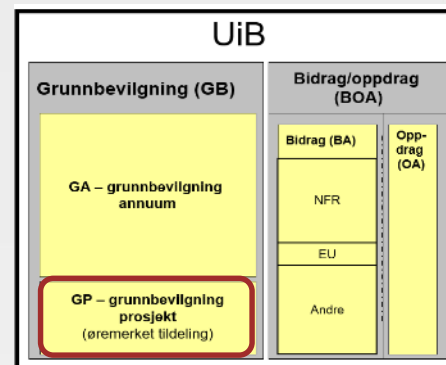 UiB
Grunnbevilgning (GB)
GA – grunnbevilgning
annuum
GP – grunnbevilgning
prosjekt
(øremerket tildeling)
Bidrag/oppdrag
(BOA)
Bidrag (BA)
NFR
EU
Andre
Opp-
drag
(OA)